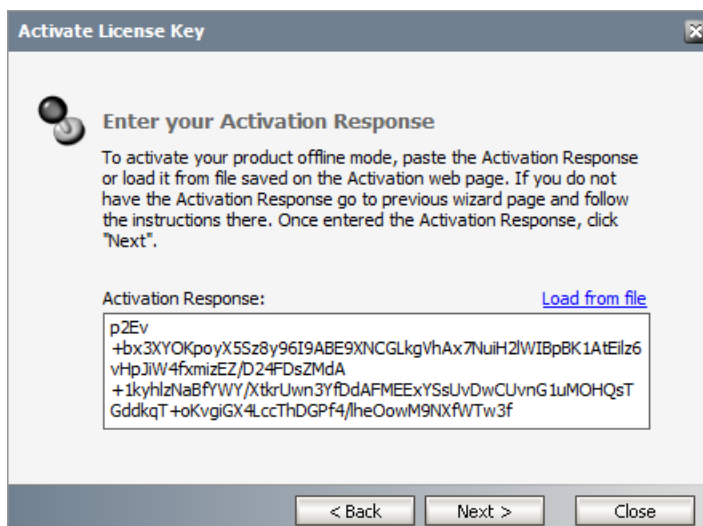 Activate License Key
Enter your Activation Response
To activate your product offline mode, paste the Activation Response
or load it from file saved on the Activation web page. If you do not
have the Activation Response go to previous wizard page and follow
the instructions there. Once entered the Activation Response, click
"Next".
Activation Response:
Load from file
p2Ev
+bx3XYOKpoyX5Sz8y96I9ABE9XNCGLkgVhAx7NuiH2lWIBpBK1AtEilz6
vHpJiW4fxmizEZ/D24FDsZMdA
+1kyhlzNaBfYWY/XtkrUwn3YfDdAFMEExYSsUvDwCUvnG1uMOHQsT
GddkqT+oKvgiGX4LccThDGPf4/lheOowM9NXfWTw3f
< Back
Next >
Close